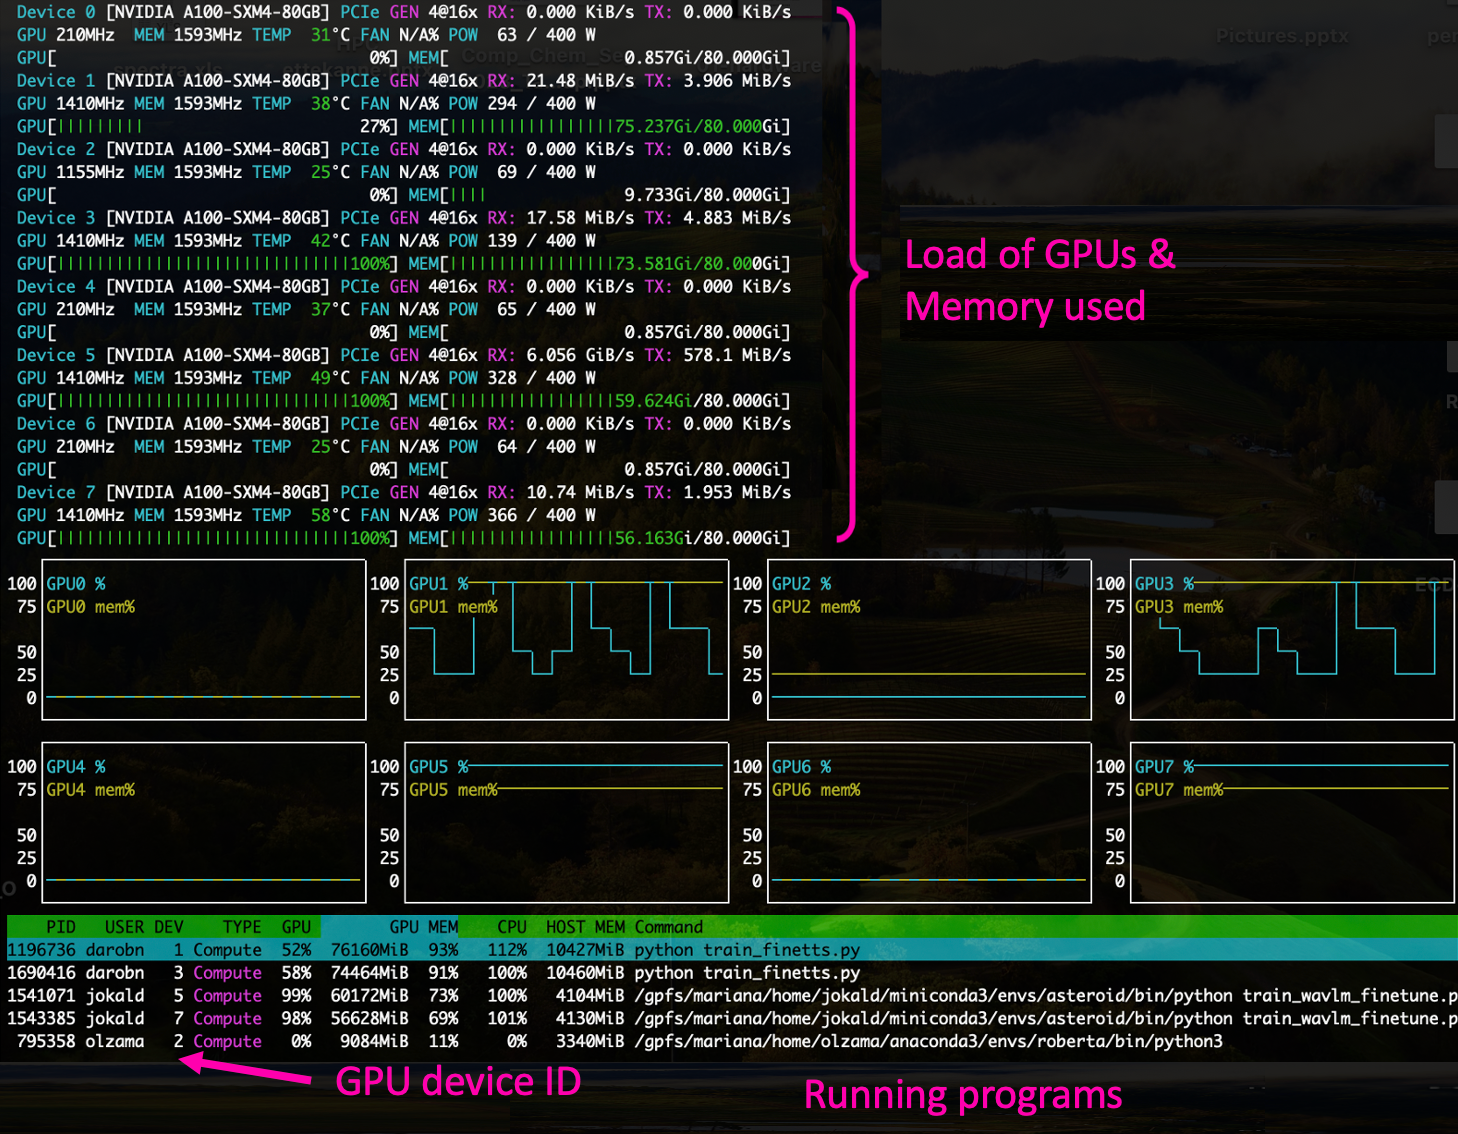 Device 0 [NVIDIA A100-SXM4-80GB] PCIe GEN 4@16x RX: 0.000 KiB/s TX: 0.000 KiB/s
GPU 210MHz MEM 1593MHz TEMP 31°C FAN N/A% POW 63 / 400 W
GPU[ 0%] MEM[ 0.857Gi/80.000Gi]
Device 1 [NVIDIA A100-SXM4-80GB] PCIe GEN 4@16x RX: 21.48 MiB/s TX: 3.906 MiB/s
GPU 1410MHz MEM 1593MHz TEMP 38°C FAN N/A% POW 294 / 400 W
GPU[||||||||| 27%] MEM[|||||||||||||||||75.237Gi/80.000Gi]
Device 2 [NVIDIA A100-SXM4-80GB] PCIe GEN 4@16x RX: 0.000 KiB/s TX: 0.000 KiB/s
GPU 1155MHz MEM 1593MHz TEMP 25°C FAN N/A% POW 69 / 400 W
GPU[ 0%] MEM[|||| 9.733Gi/80.000Gi]
Device 3 [NVIDIA A100-SXM4-80GB] PCIe GEN 4@16x RX: 17.58 MiB/s TX: 4.883 MiB/s
GPU 1410MHz MEM 1593MHz TEMP 42°C FAN N/A% POW 139 / 400 W
GPU[||||||||||||||||||||||||||||||100%] MEM[|||||||||||||||||73.581Gi/80.000Gi]
Device 4 [NVIDIA A100-SXM4-80GB] PCIe GEN 4@16x RX: 0.000 KiB/s TX: 0.000 KiB/s
GPU 210MHz MEM 1593MHz TEMP 37°C FAN N/A% POW 65 / 400 W
GPU[ 0%] MEM[ 0.857Gi/80.000Gi]
Device 5 [NVIDIA A100-SXM4-80GB] PCIe GEN 4@16x RX: 6.056 GiB/s TX: 578.1 MiB/s
GPU 1410MHz MEM 1593MHz TEMP 49°C FAN N/A% POW 328 / 400 W
GPU[||||||||||||||||||||||||||||||100%] MEM[|||||||||||||||||59.624Gi/80.000Gi]
Device 6 [NVIDIA A100-SXM4-80GB] PCIe GEN 4@16x RX: 0.000 KiB/s TX: 0.000 KiB/s
GPU 210MHz MEM 1593MHz TEMP 25°C FAN N/A% POW 64 / 400 W
GPU[ 0%] MEM[ 0.857Gi/80.000Gi]
Device 7 [NVIDIA A100-SXM4-80GB] PCIe GEN 4@16x RX: 10.74 MiB/s TX: 1.953 MiB/s
GPU 1410MHz MEM 1593MHz TEMP 58°C FAN N/A% POW 366 / 400 W
GPU[||||||||||||||||||||||||||||||100%] MEM[|||||||||||||||||56.163Gi/80.000Gi]
Pictures.pptx
Load of GPUs &
Memory used
100 GPU0 % 100 GPU1 % 100 GPU2 % 100 GPU3 %
75 GPU0 mem% 75 GPU1 mem% 75 GPU2 mem% 75 GPU3 mem%
50 50 50 50
25 25 25 25
0 0 0 0
100 GPU4 % 100 GPU5 % 100 GPU6 % 100 GPU7 %
75 GPU4 mem% 75 GPU5 mem% 75 GPU6 mem% 75 GPU7 mem%
50 50 50 50
25 25 25 25
0 0 0 0
PID USER DEV TYPE GPU GPU MEM CPU HOST MEM Command
1196736 darobn 1 Compute 52% 76160MiB 93% 112% 10427MiB python train_finetts.py
1690416 darobn 3 Compute 58% 74464MiB 91% 100% 10460MiB python train_finetts.py
1541071 jokald 5 Compute 99% 60172MiB 73% 100% 4104MiB /gpfs/mariana/home/jokald/miniconda3/envs/asteroid/bin/python train_wavlm_finetune.p
1543385 jokald 7 Compute 98% 56628MiB 69% 101% 4130MiB /gpfs/mariana/home/jokald/miniconda3/envs/asteroid/bin/python train_wavlm_finetune.p
795358 olzama 2 Compute 0% 9084MiB 11% 0% 3340MiB /gpfs/mariana/home/olzama/anaconda3/envs/roberta/bin/python3
GPU device ID
Running programs